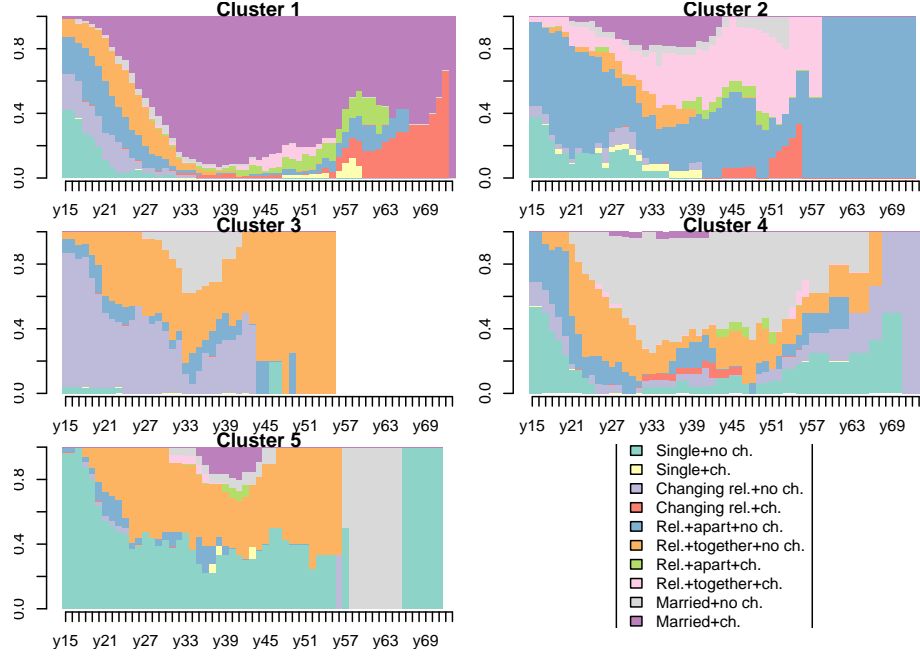 Cluster 1
0.0 0.4 0.8
y15 y21 y27 y33 y39 y45 y51 y57 y63 y69
Cluster 2
0.0 0.4 0.8
y15 y21 y27 y33 y39 y45 y51 y57 y63 y69
Cluster 3
0.0 0.4 0.8
y15 y21 y27 y33 y39 y45 y51 y57 y63 y69
Cluster 4
0.0 0.4 0.8
y15 y21 y27 y33 y39 y45 y51 y57 y63 y69
Cluster 5
0.0 0.4 0.8
y15 y21 y27 y33 y39 y45 y51 y57 y63 y69
Single+no ch.
Single+ch.
Changing rel.+no ch.
Changing rel.+ch.
Rel.+apart+no ch.
Rel.+together+no ch.
Rel.+apart+ch.
Rel.+together+ch.
Married+no ch.
Married+ch.